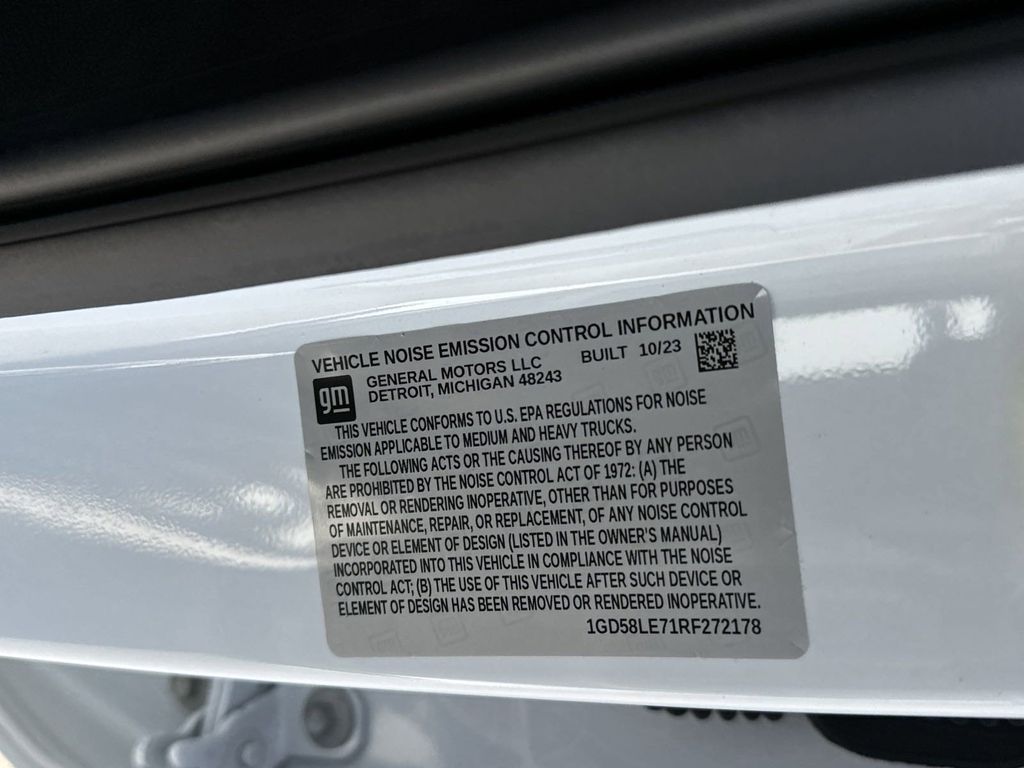 VEHICLE NOISE EMISSION CONTROL INFORMATION
gm
GENERAL MOTORS LLC BUILT 10/23
DETROIT, MICHIGAN 48243
THIS VEHICLE CONFORMS TO U.S. EPA REGULATIONS FOR NOISE
EMISSION APPLICABLE TO MEDIUM AND HEAVY TRUCKS.
THE FOLLOWING ACTS OR THE CAUSING THEREOF BY ANY PERSON
ARE PROHIBITED BY THE NOISE CONTROL ACT OF 1972: (A) THE
REMOVAL OR RENDERING INOPERATIVE, OTHER THAN FOR PURPOSES
OF MAINTENANCE, REPAIR, OR REPLACEMENT, OF ANY NOISE CONTROL
DEVICE OR ELEMENT OF DESIGN (LISTED IN THE OWNER'S MANUAL)
INCORPORATED INTO THIS VEHICLE IN COMPLIANCE WITH THE NOISE
CONTROL ACT; (B) THE USE OF THIS VEHICLE AFTER SUCH DEVICE OR
ELEMENT OF DESIGN HAS BEEN REMOVED OR RENDERED INOPERATIVE.
1GD58LE71RF272178